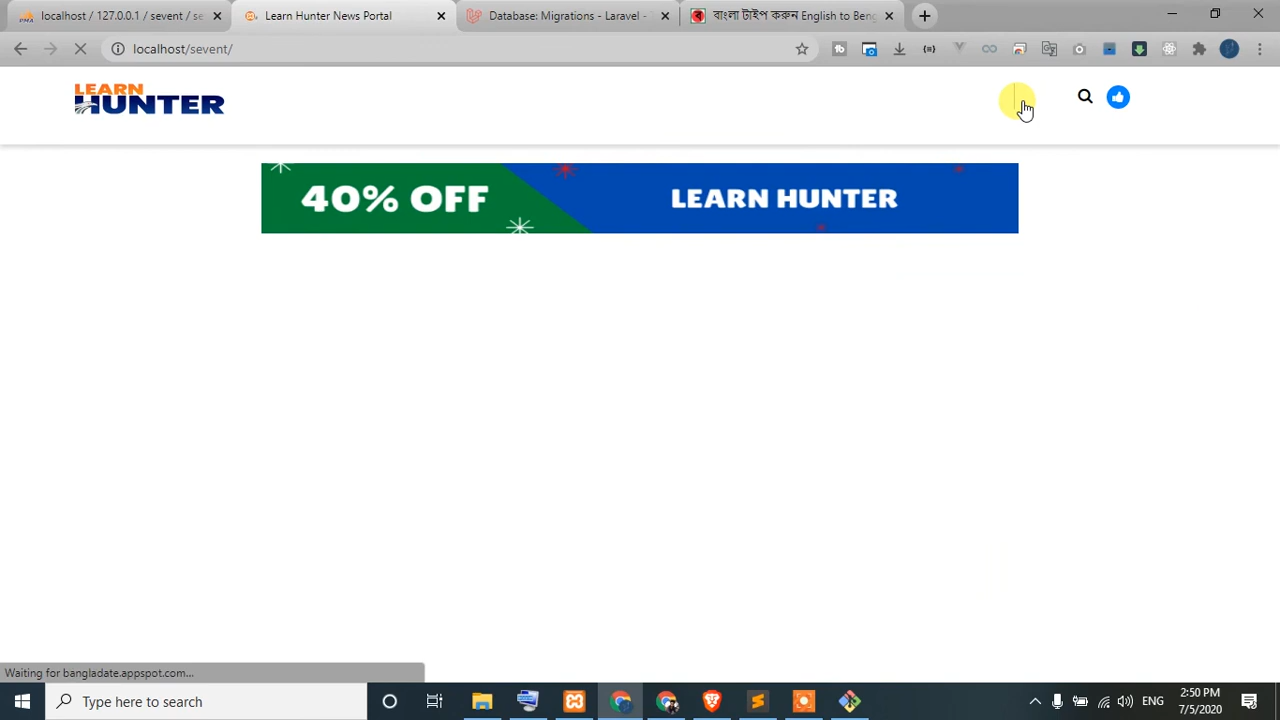 localhost / 127.0.0.1 / sevent / se
Learn Hunter News Portal
Database: Migrations - Laravel - T
বাংলা টাইপ করুন English to Beng
localhost/sevent/
LEARN
HUNTER
40% OFF
LEARN HUNTER
Waiting for bangladate.appspot.com...
Type here to search
ENG
2:50 PM
7/5/2020